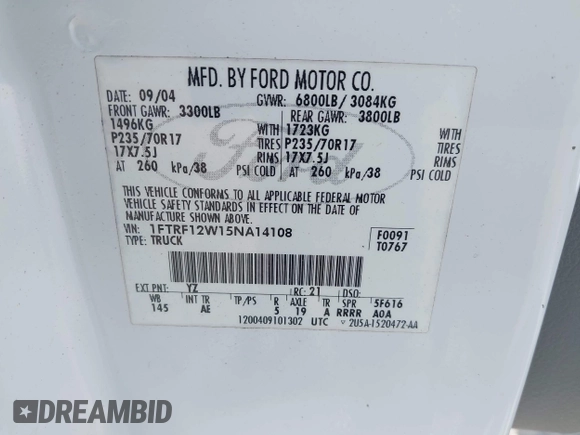 MFD. BY FORD MOTOR CO.
DATE: 09/04 GVWR: 6800LB/ 3084KG
FRONT GAWR: 3300LB REAR GAWR: 3800LB
1496KG WITH 1723KG WITH
P235/70R17 TIRES P235/70R17 TIRES
17X7.5J RIMS 17X7.5J RIMS
AT 260 kPa/38 PSI COLD AT 260 kPa/38 PSI COLD
THIS VEHICLE CONFORMS TO ALL APPLICABLE FEDERAL MOTOR
VEHICLE SAFETY STANDARDS IN EFFECT ON THE DATE OF
MANUFACTURE SHOWN ABOVE.
VIN: 1FTRF12W15NA14108 F0091
TYPE: TRUCK T0767
EXT PNT: YZ RC: 21 DSO:
WB INT TR TP/PS R AXLE TR SPR 5F616
145 AE 5 19 A RRRR A0A
1200409101302 UTC 2U5A-1520472-AA
Ford
DREAMBID